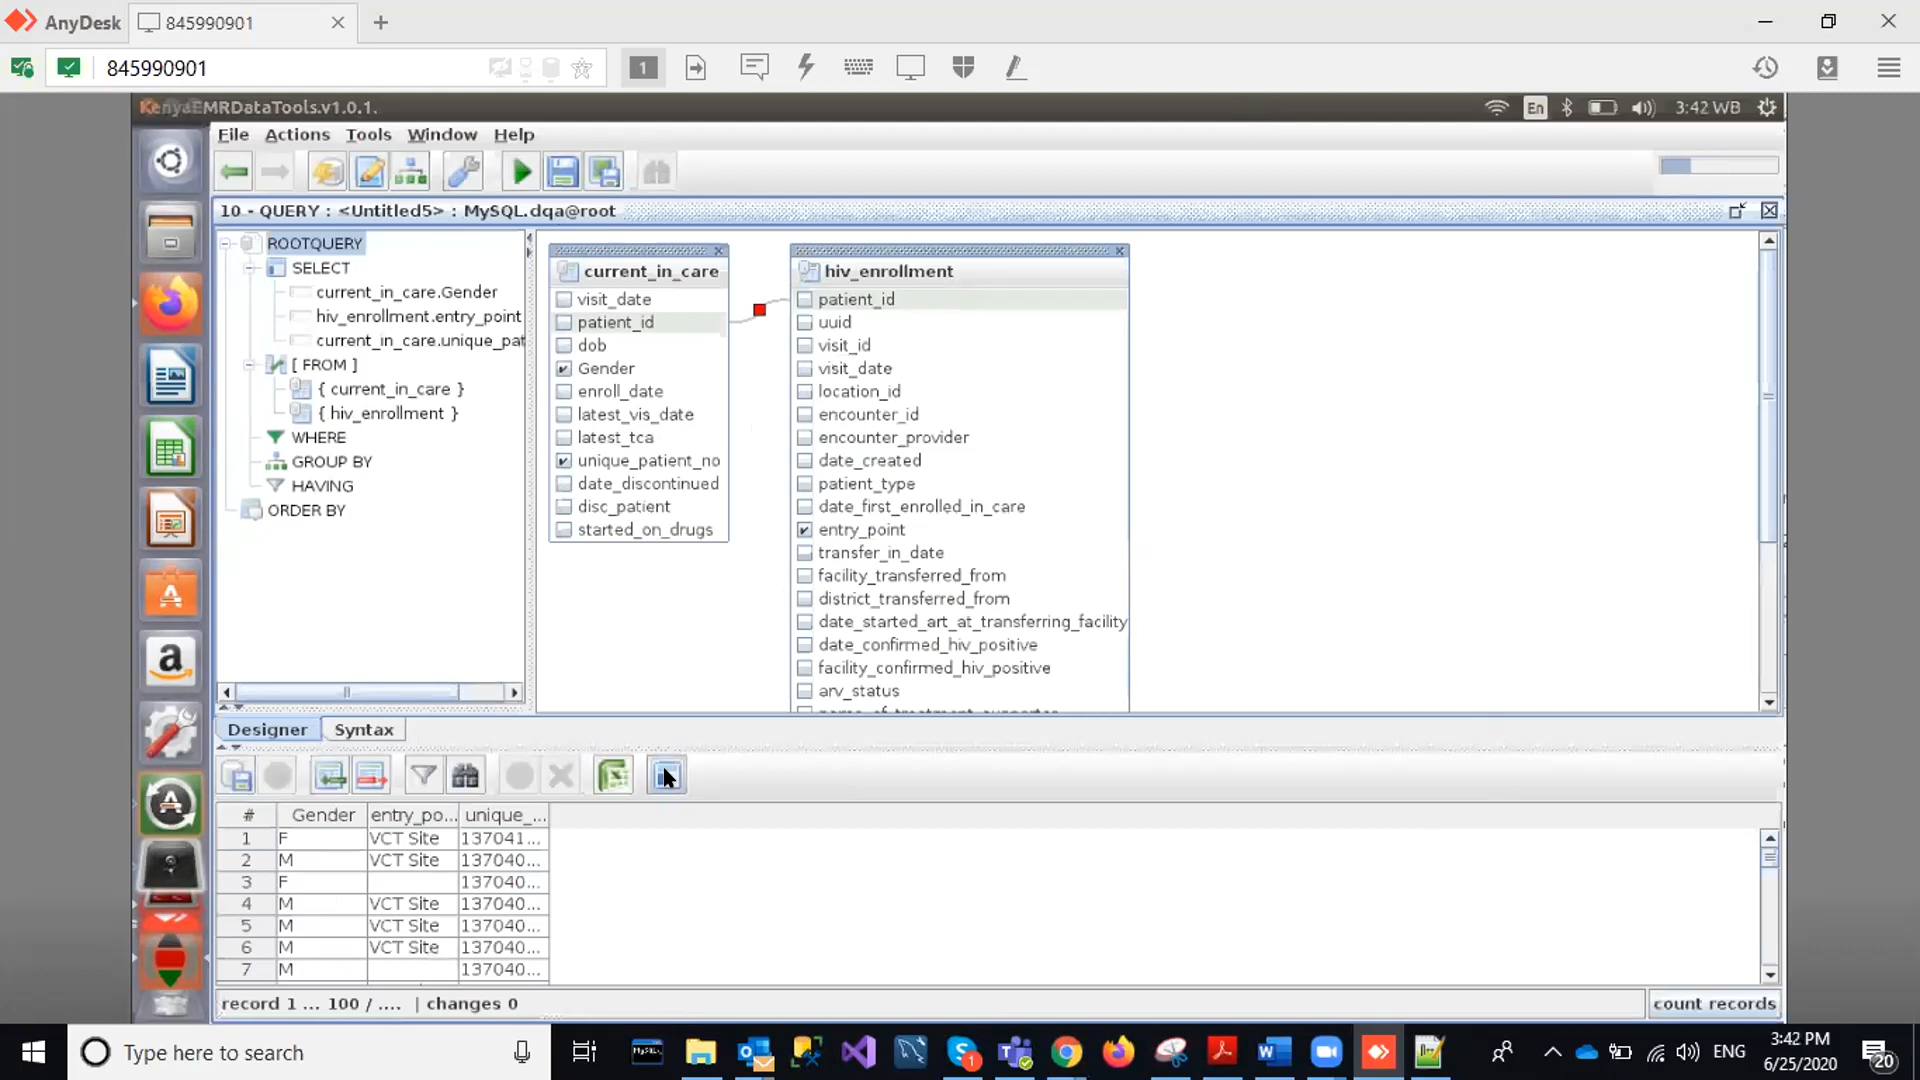 AnyDesk 845990901
845990901 1
KenyaEMRDataTools.v1.0.1. En 3:42 WB
File Actions Tools Window Help
10 - QUERY : <Untitled5> : MySQL.dqa@root
ROOTQUERY
SELECT
current_in_care.Gender
hiv_enrollment.entry_point
current_in_care.unique_pat
[ FROM ]
{ current_in_care }
{ hiv_enrollment }
WHERE
GROUP BY
HAVING
ORDER BY
current_in_care
visit_date
patient_id
dob
Gender
enroll_date
latest_vis_date
latest_tca
unique_patient_no
date_discontinued
disc_patient
started_on_drugs
hiv_enrollment
patient_id
uuid
visit_id
visit_date
location_id
encounter_id
encounter_provider
date_created
patient_type
date_first_enrolled_in_care
entry_point
transfer_in_date
facility_transferred_from
district_transferred_from
date_started_art_at_transferring_facility
date_confirmed_hiv_positive
facility_confirmed_hiv_positive
arv_status
Designer Syntax
# Gender entry_po... unique_...
1 F VCT Site 137041...
2 M VCT Site 137040...
3 F 137040...
4 M VCT Site 137040...
5 M VCT Site 137040...
6 M VCT Site 137040...
7 M 137040...
record 1 ... 100 / .... | changes 0 count records
Type here to search ENG 3:42 PM
6/25/2020 20